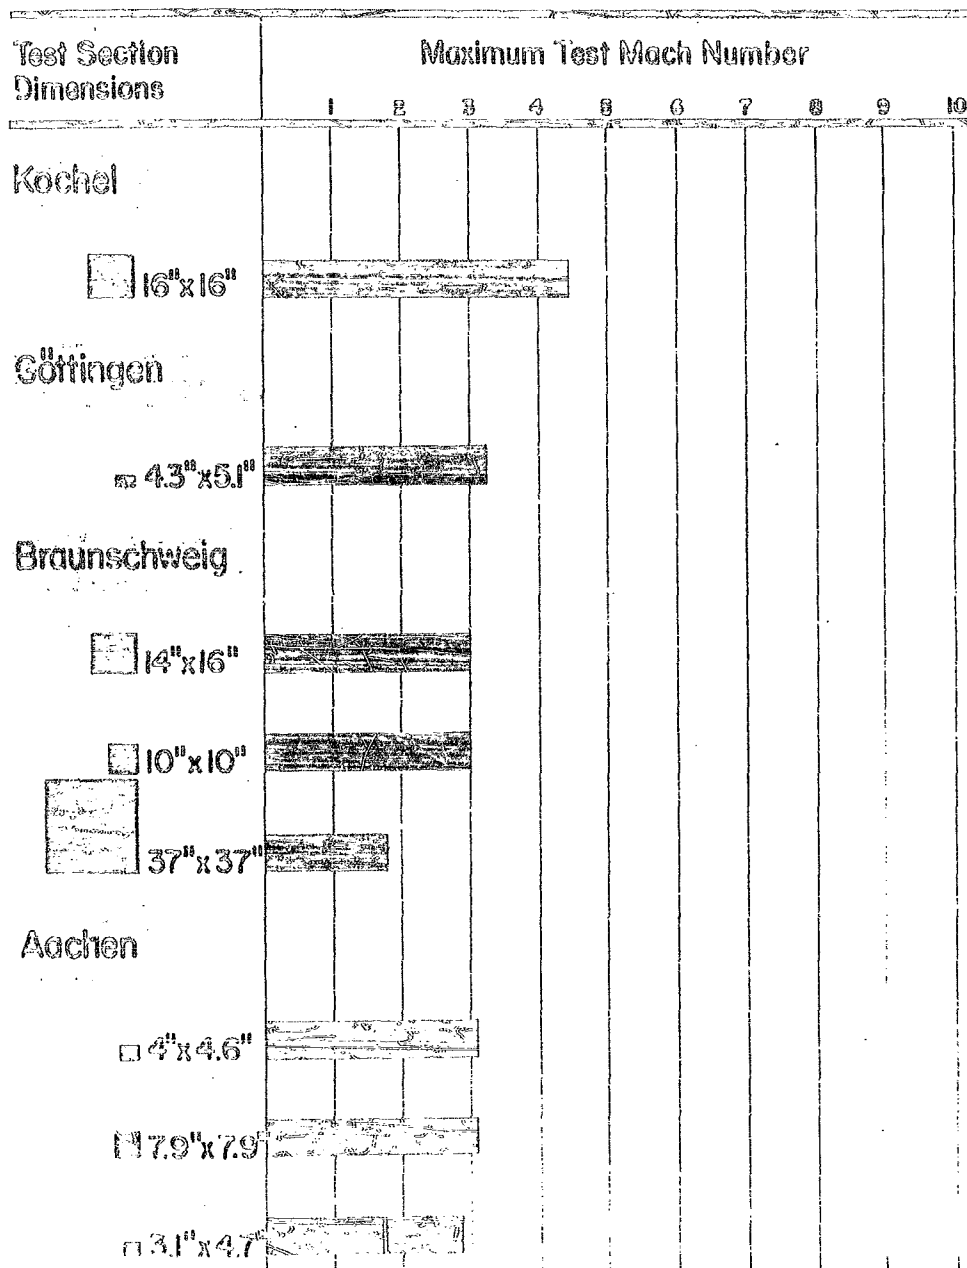 Test Section
Dimensions
Maximum Test Mach Number
1 2 3 4 5 6 7 8 9 10
Kochel
16"x16"
Göttingen
4.3"x5.1"
Braunschweig
14"x16"
10"x10"
37"x37"
Aachen
4"x4.6"
7.9"x7.9"
3.1"x4.7"